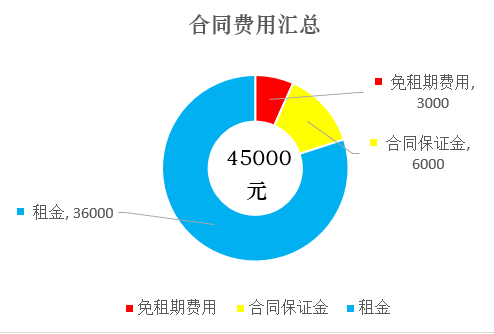 合同费用汇总
免租期费用,
3000
合同保证金,
6000
45000
元
租金, 36000
免租期费用 合同保证金 租金